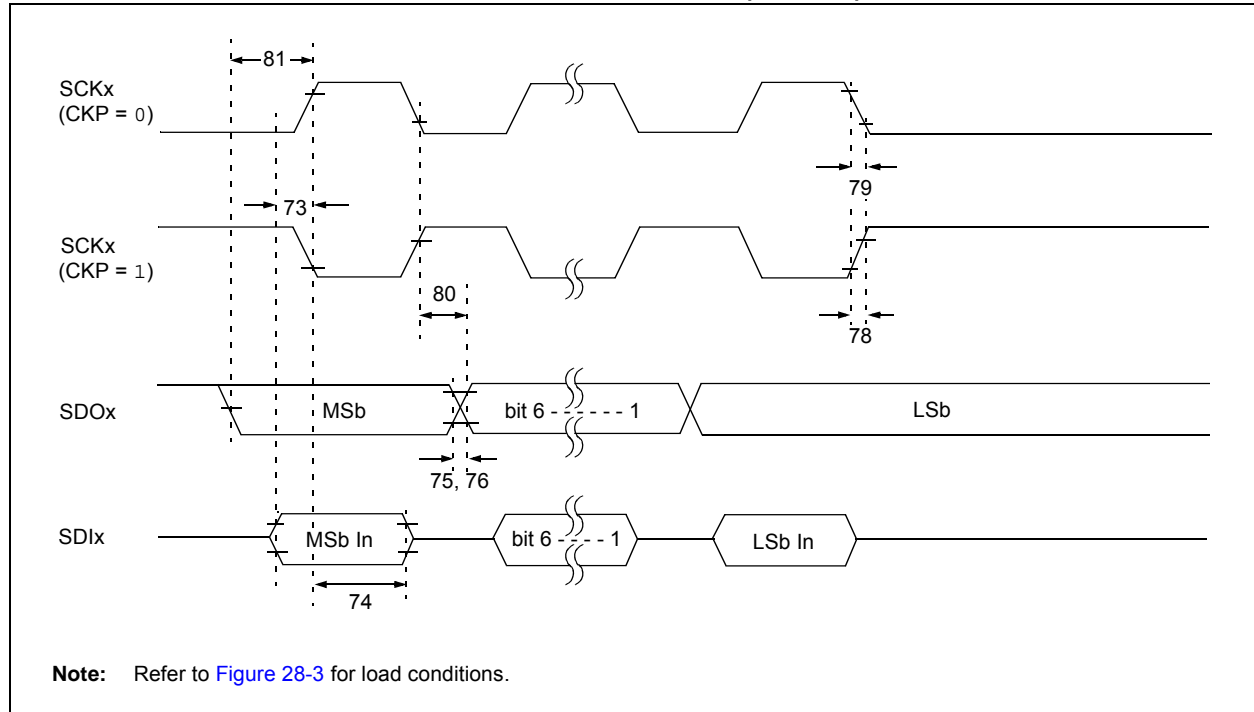 81
SCKx
(CKP = 0)
79
73
SCKx
(CKP = 1)
80
78
SDOx
MSb
bit 6 - - - - - - 1
LSb
75, 76
SDIx
MSb In
bit 6 - - - - 1
LSb In
74
Note: Refer to Figure 28-3 for load conditions.